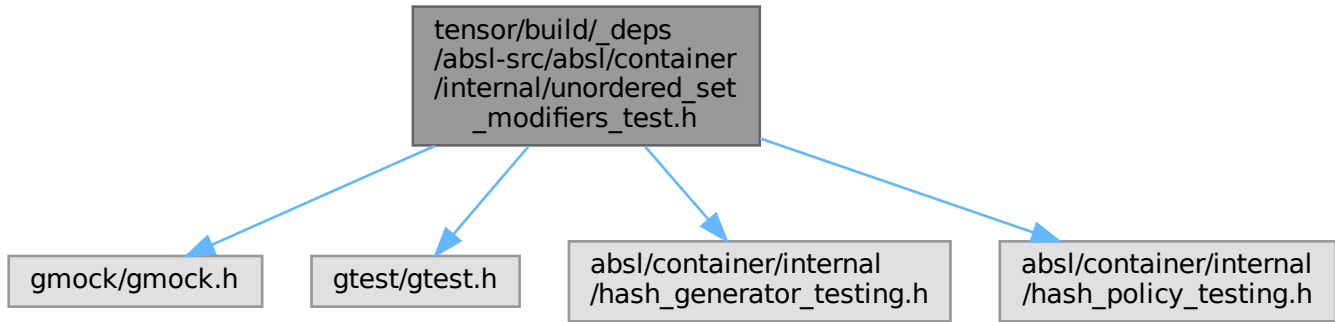 tensor/build/_deps
/absl-src/absl/container
/internal/unordered_set
_modifiers_test.h
gmock/gmock.h
gtest/gtest.h
absl/container/internal
/hash_generator_testing.h
absl/container/internal
/hash_policy_testing.h